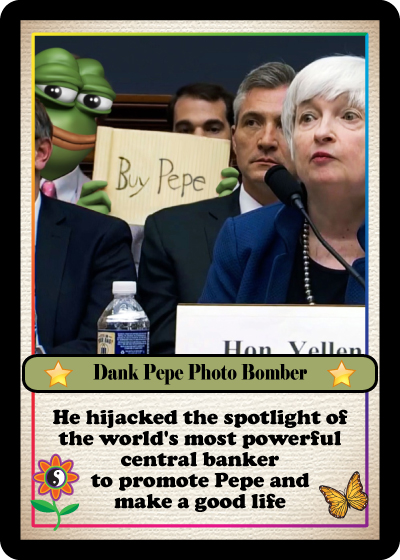 Buy Pepe
Hon. Yellen
Dank Pepe Photo Bomber
He hijacked the spotlight of
the world's most powerful
central banker
to promote Pepe and
make a good life